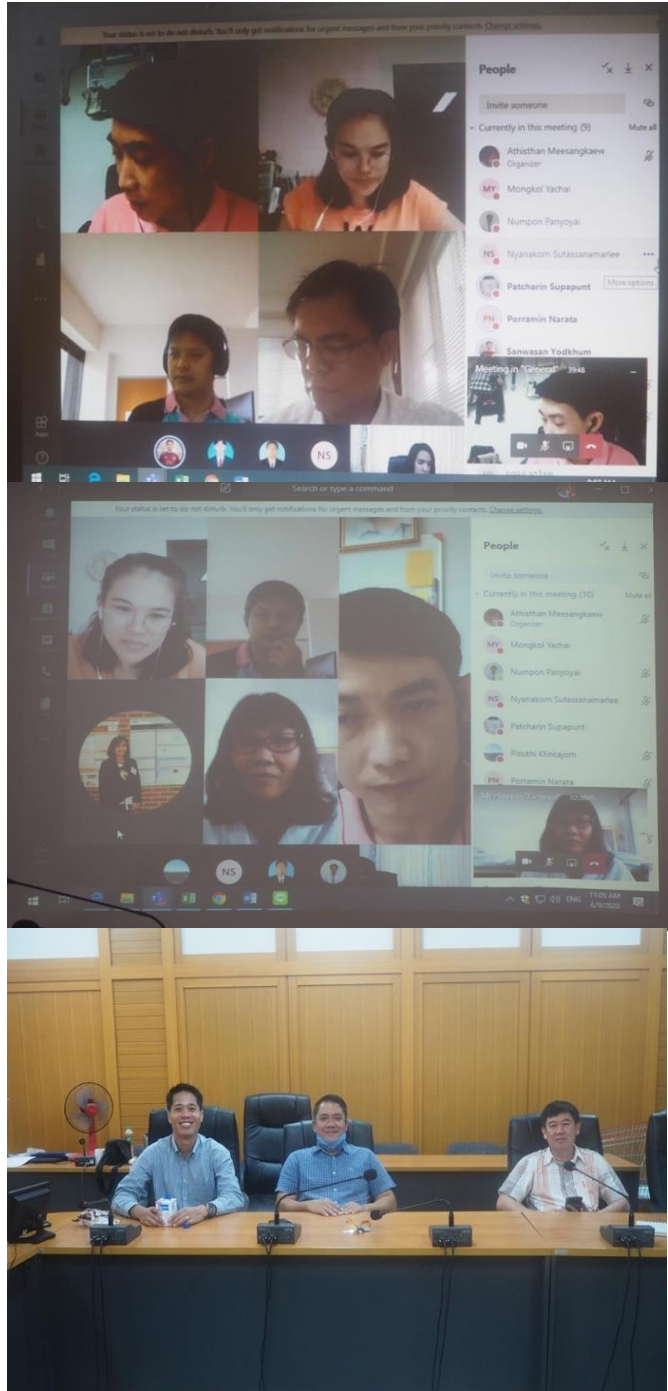 Your status is set to do not disturb. You'll only get notifications for urgent messages and from your priority contacts. Change settings.
People
Invite someone
Currently in this meeting (9)
Mute all
Athisthan Meesangkaew
Organizer
MY
Mongkol Yachai
Numpon Panyoyai
NS
Nyanakorn Sutassanamarlee
Patcharin Supapunt
More options
PN
Porramin Narata
Sanwasan Yodkhum
Meeting in "General"
39:48
NS
Apps
Search or type a command
Your status is set to do not disturb. You'll only get notifications for urgent messages and from your priority contacts. Change settings.
People
Invite someone
Currently in this meeting (10)
Mute all
Athisthan Meesangkaew
Organizer
MY
Mongkol Yachai
Numpon Panyoyai
NS
Nyanakorn Sutassanamarlee
Patcharin Supapunt
Pisuthi Klinkajorn
PN
Porramin Narata
NS
ENG
11:05 AM
6/9/2020